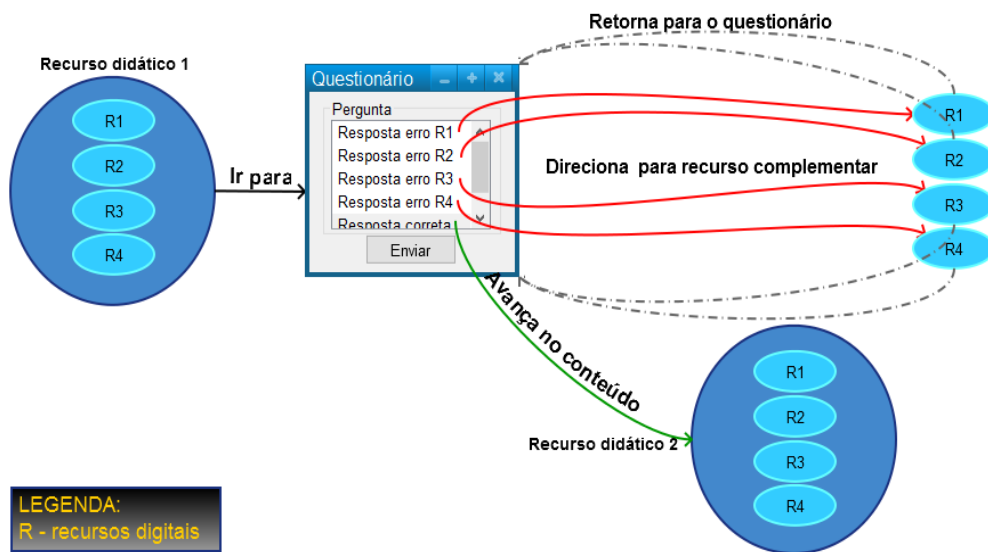 Retorna para o questionário
Recurso didático 1
R1
R2
R3
R4
Ir para
Questionário
Pergunta
Resposta erro R1
Resposta erro R2
Resposta erro R3
Resposta erro R4
Resposta correta
Enviar
Direciona para recurso complementar
R1
R2
R3
R4
Avança no conteúdo
Recurso didático 2
R1
R2
R3
R4
LEGENDA:
R - recursos digitais